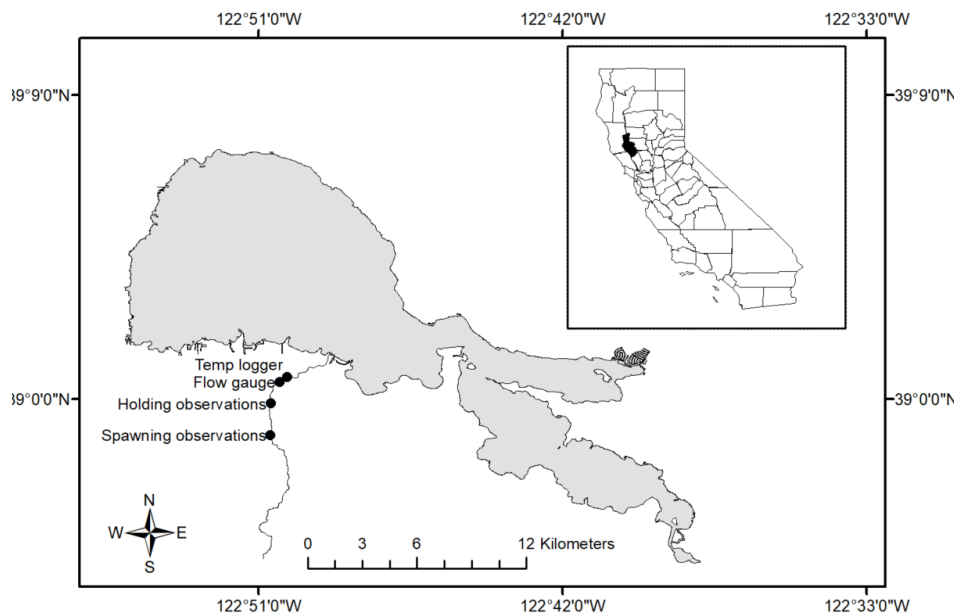 122°51'0"W 122°42'0"W 122°33'0"W
39°9'0"N 39°9'0"N
Temp logger
Flow gauge
39°0'0"N 39°0'0"N
Holding observations
Spawning observations
N
W E
S
0 3 6 12 Kilometers
122°51'0"W 122°42'0"W 122°33'0"W